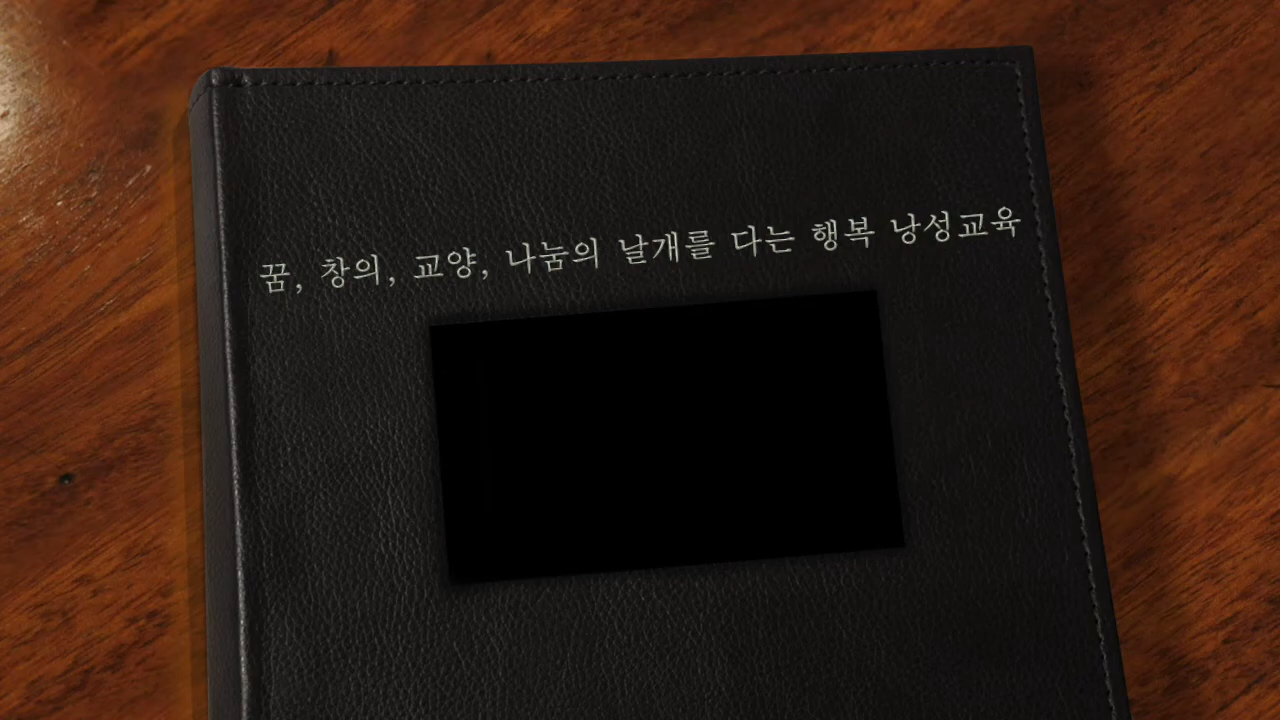 꿈, 창의, 교양, 나눔의 날개를 다는 행복 낭성교육